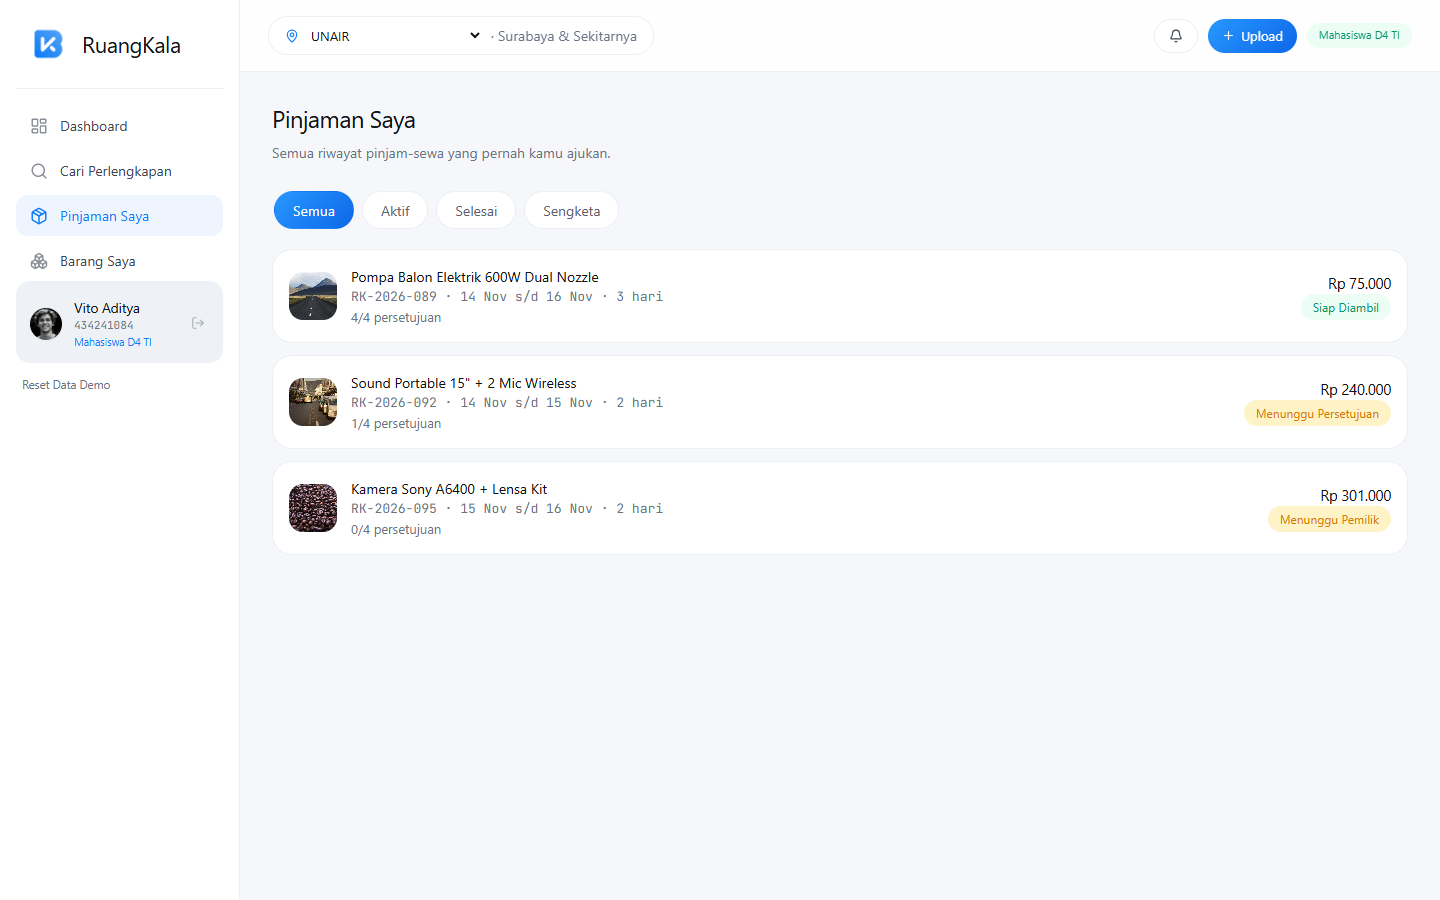 RuangKala
Dashboard
Cari Perlengkapan
Pinjaman Saya
Barang Saya
Vito Aditya
434241084
Mahasiswa D4 TI
Reset Data Demo
UNAIR
· Surabaya & Sekitarnya
+ Upload
Mahasiswa D4 TI
Pinjaman Saya
Semua riwayat pinjam-sewa yang pernah kamu ajukan.
Semua
Aktif
Selesai
Sengketa
Pompa Balon Elektrik 600W Dual Nozzle
RK-2026-089 · 14 Nov s/d 16 Nov · 3 hari
4/4 persetujuan
Rp 75.000
Siap Diambil
Sound Portable 15" + 2 Mic Wireless
RK-2026-092 · 14 Nov s/d 15 Nov · 2 hari
1/4 persetujuan
Rp 240.000
Menunggu Persetujuan
Kamera Sony A6400 + Lensa Kit
RK-2026-095 · 15 Nov s/d 16 Nov · 2 hari
0/4 persetujuan
Rp 301.000
Menunggu Pemilik